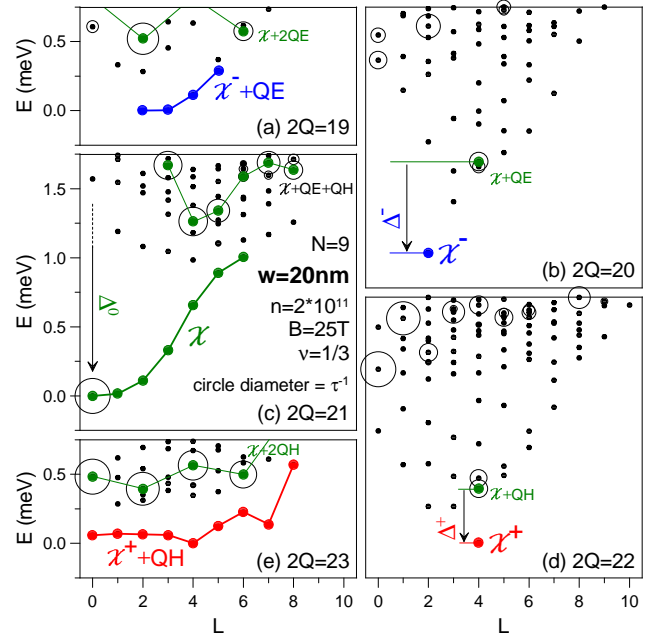 E (meV)
0.5
0.0
χ+2QE
χ⁻+QE
(a) 2Q=19
χ+QE
Δ⁻
χ⁻
(b) 2Q=20
E (meV)
1.5
1.0
0.5
0.0
χ+QE+QH
N=9
w=20nm
n=2*10¹¹
B=25T
ν=1/3
circle diameter = τ⁻¹
Δ⁰
χ
(c) 2Q=21
χ+QH
Δ⁺
χ⁺
(d) 2Q=22
E (meV)
0.5
0.0
χ+2QH
χ⁺+QH
(e) 2Q=23
0 2 4 6 8 10
L
0 2 4 6 8 10
L